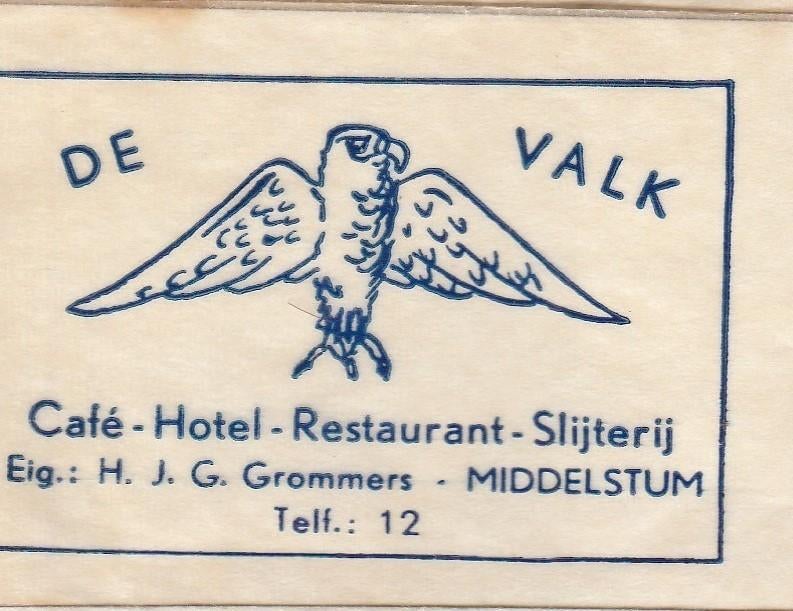 DE VALK
Café - Hotel - Restaurant - Slijterij
Eig.: H. J. G. Grommers - MIDDELSTUM
Telf.: 12